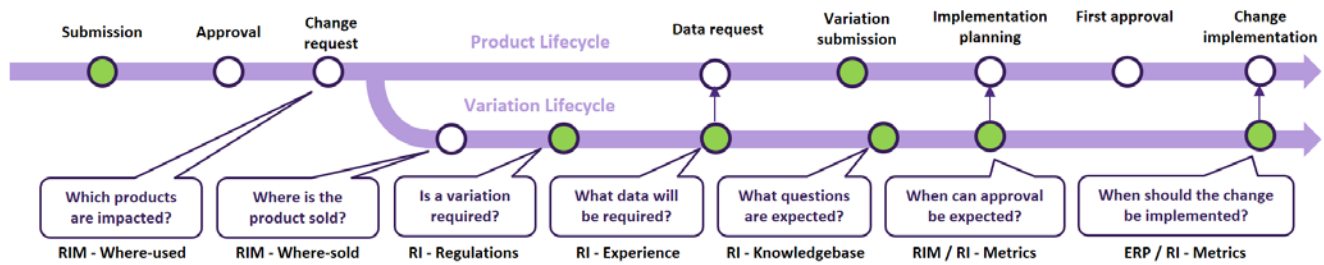 Submission
Approval
Change
request
Data request
Variation
submission
Implementation
planning
First approval
Change
implementation
Product Lifecycle
Variation Lifecycle
Which products
are impacted?
Where is the
product sold?
Is a variation
required?
What data will
be required?
What questions
are expected?
When can approval
be expected?
When should the change
be implemented?
RIM - Where-used
RIM - Where-sold
RI - Regulations
RI - Experience
RI - Knowledgebase
RIM / RI - Metrics
ERP / RI - Metrics